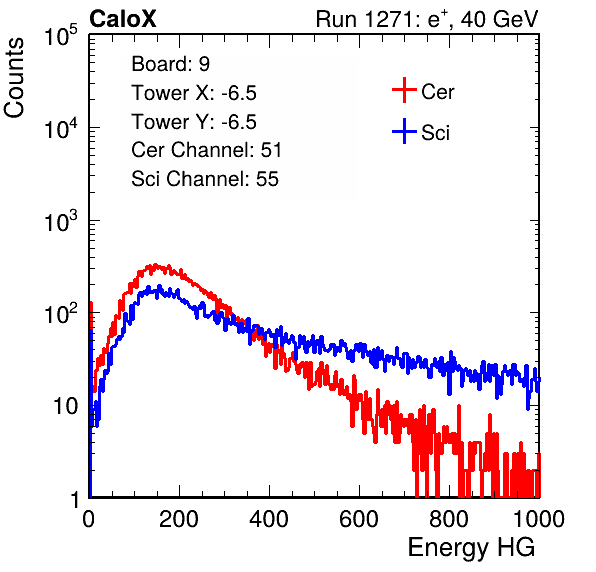 CaloX Run 1271: e⁺, 40 GeV
Counts
Board: 9
Tower X: -6.5
Tower Y: -6.5
Cer Channel: 51
Sci Channel: 55
Cer
Sci
10⁵
10⁴
10³
10²
10
1
0 200 400 600 800 1000
Energy HG